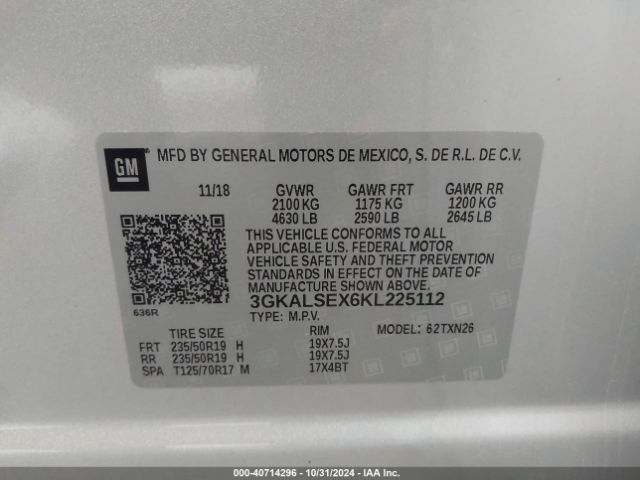 GM
MFD BY GENERAL MOTORS DE MEXICO, S. DE R.L. DE C.V.
11/18 GVWR GAWR FRT GAWR RR
2100 KG 1175 KG 1200 KG
4630 LB 2590 LB 2645 LB
THIS VEHICLE CONFORMS TO ALL
APPLICABLE U.S. FEDERAL MOTOR
VEHICLE SAFETY AND THEFT PREVENTION
STANDARDS IN EFFECT ON THE DATE OF
MANUFACTURE SHOWN ABOVE.
3GKALSEX6KL225112
636R
TYPE: M.P.V. MODEL: 62TXN26
TIRE SIZE RIM
FRT 235/50R19 H 19X7.5J
RR 235/50R19 H 19X7.5J
SPA T125/70R17 M 17X4BT
000-40714296 - 10/31/2024 - IAA Inc.